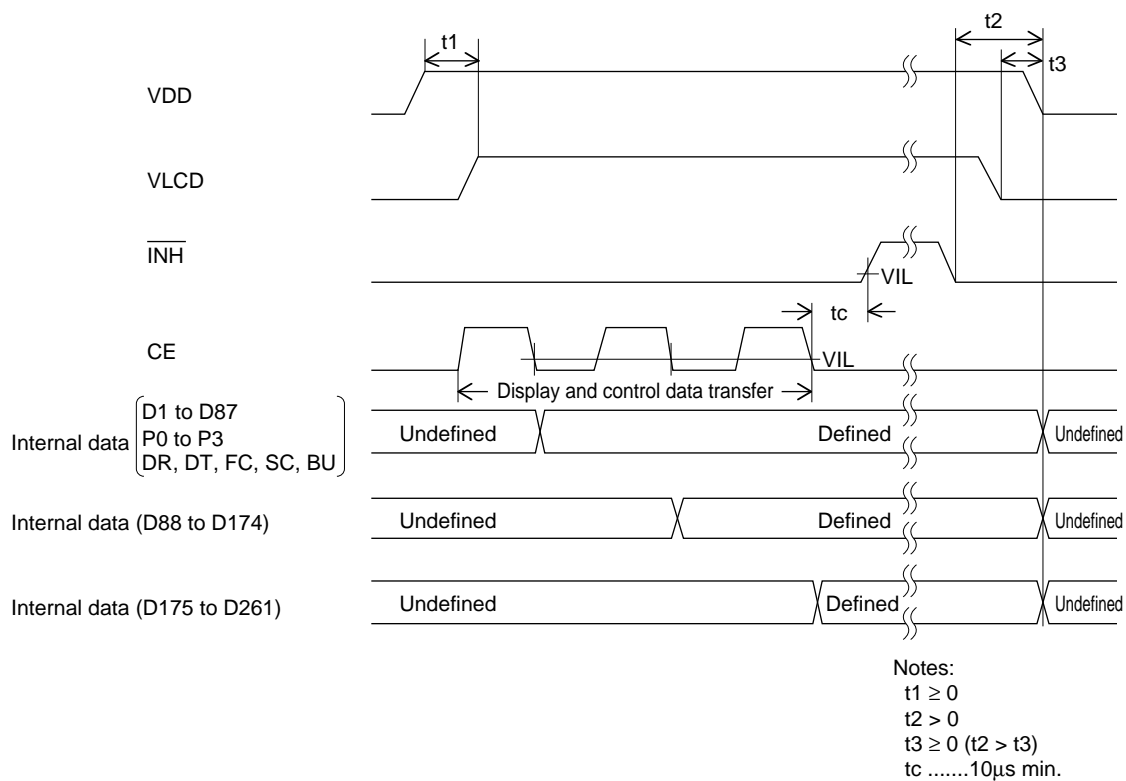 t1
t2
t3
VDD
VLCD
INH
VIL
tc
CE
VIL
Display and control data transfer
Internal data
D1 to D87
P0 to P3
DR, DT, FC, SC, BU
Undefined
Defined
Undefined
Internal data (D88 to D174)
Undefined
Defined
Undefined
Internal data (D175 to D261)
Undefined
Defined
Undefined
Notes:
t1 ≥ 0
t2 > 0
t3 ≥ 0 (t2 > t3)
tc .......10μs min.